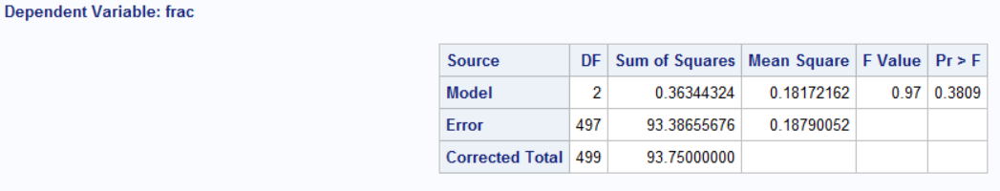 Dependent Variable: frac
Source DF Sum of Squares Mean Square F Value Pr > F
Model 2 0.36344324 0.18172162 0.97 0.3809
Error 497 93.38655676 0.18790052
Corrected Total 499 93.75000000